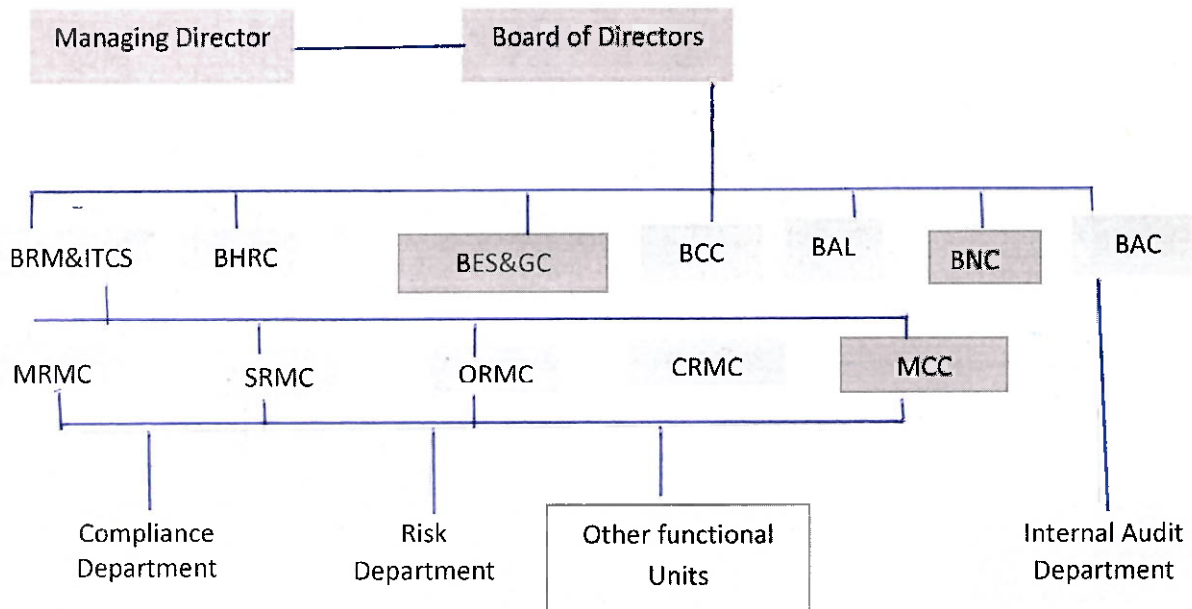 Managing Director
Board of Directors
BRM&ITCS
BHRC
BES&GC
BCC
BAL
BNC
BAC
MRMC
SRMC
ORMC
CRMC
MCC
Compliance
Department
Risk
Department
Other functional
Units
Internal Audit
Department